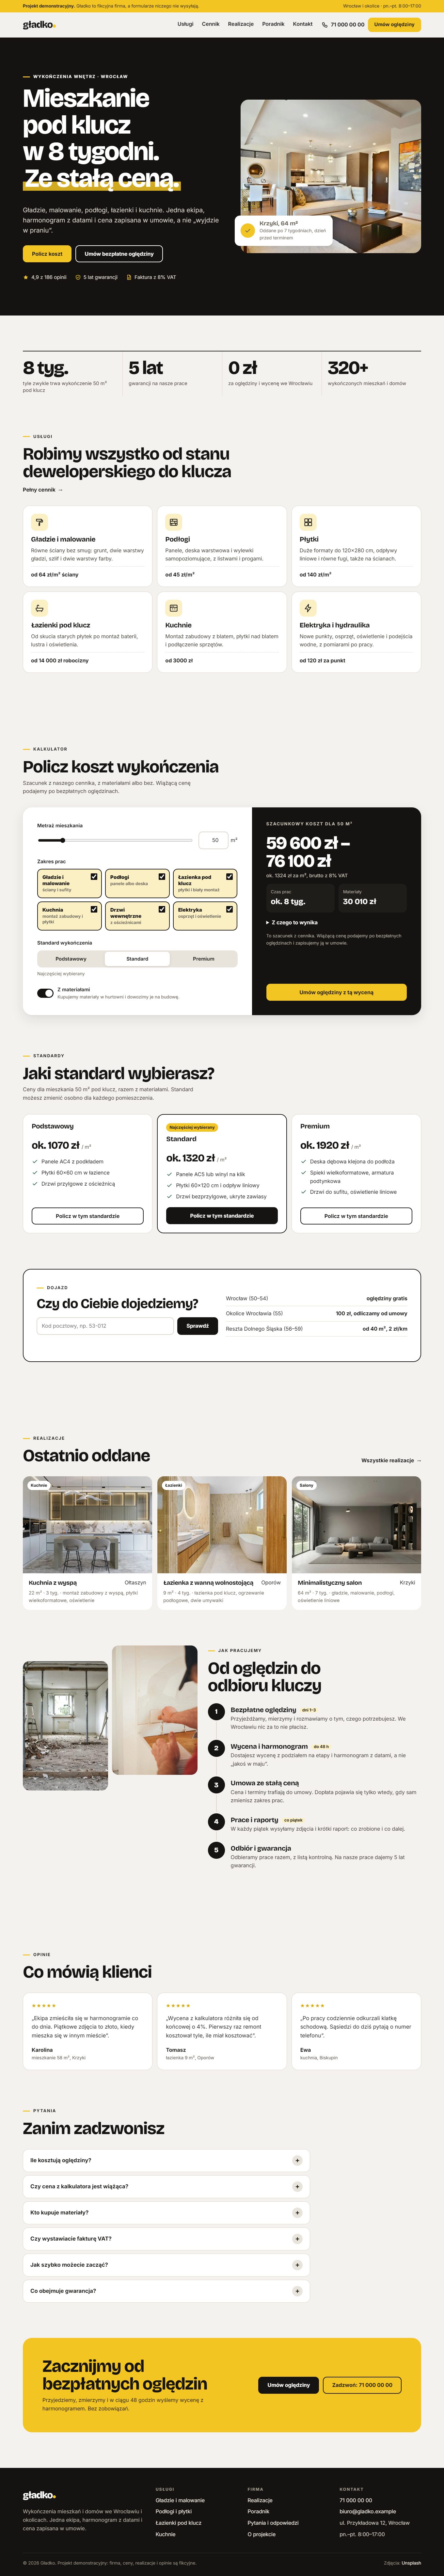 Projekt demonstracyjny. Gładko to fikcyjna firma, a formularze niczego nie wysyłają.
Wrocław i okolice · pn.–pt. 8:00–17:00
gładko.
Usługi Cennik Realizacje Poradnik Kontakt 71 000 00 00 Umów oględziny
WYKOŃCZENIA WNĘTRZ · WROCŁAW
Mieszkanie
pod klucz
w 8 tygodni.
Ze stałą ceną.
Gładzie, malowanie, podłogi, łazienki i kuchnie. Jedna ekipa,
harmonogram z datami i cena zapisana w umowie, a nie „wyjdzie
w praniu”.
Policz koszt
Umów bezpłatne oględziny
4,9 z 186 opinii
5 lat gwarancji
Faktura z 8% VAT
Krzyki, 64 m²
Oddane po 7 tygodniach, dzień
przed terminem
8 tyg.
tyle zwykle trwa wykończenie 50 m²
pod klucz
5 lat
gwarancji na nasze prace
0 zł
za oględziny i wycenę we Wrocławiu
320+
wykończonych mieszkań i domów
USŁUGI
Robimy wszystko od stanu
deweloperskiego do klucza
Pełny cennik →
Gładzie i malowanie
Równe ściany bez smug: grunt, dwie warstwy
gładzi, szlif i dwie warstwy farby.
od 64 zł/m² ściany
Podłogi
Panele, deska warstwowa i wylewki
samopoziomujące, z listwami i progami.
od 45 zł/m²
Płytki
Duże formaty do 120×280 cm, odpływy
liniowe i równe fugi, także na ścianach.
od 140 zł/m²
Łazienki pod klucz
Od skucia starych płytek po montaż baterii,
lustra i oświetlenia.
od 14 000 zł robocizny
Kuchnie
Montaż zabudowy z blatem, płytki nad blatem
i podłączenie sprzętów.
od 3000 zł
Elektryka i hydraulika
Nowe punkty, osprzęt, oświetlenie i podejścia
wodne, z pomiarami po pracy.
od 120 zł za punkt
KALKULATOR
Policz koszt wykończenia
Szacunek z naszego cennika, z materiałami albo bez. Wiążącą cenę
podajemy po bezpłatnych oględzinach.
Metraż mieszkania
50 m²
Zakres prac
Gładzie i
malowanie
ściany i sufity
Podłogi
panele albo deska
Łazienka pod
klucz
płytki i biały montaż
Kuchnia
montaż zabudowy i
płytki
Drzwi
wewnętrzne
z ościeżnicami
Elektryka
osprzęt i oświetlenie
Standard wykończenia
Podstawowy Standard Premium
Najczęściej wybierany
Z materiałami
Kupujemy materiały w hurtowni i dowozimy je na budowę.
SZACUNKOWY KOSZT DLA 50 M²
59 600 zł –
76 100 zł
ok. 1324 zł za m², brutto z 8% VAT
Czas prac
ok. 8 tyg.
Materiały
30 010 zł
Z czego to wynika
To szacunek z cennika. Wiążącą cenę podajemy po bezpłatnych
oględzinach i zapisujemy ją w umowie.
Umów oględziny z tą wyceną
STANDARDY
Jaki standard wybierasz?
Ceny dla mieszkania 50 m² pod klucz, razem z materiałami. Standard
możesz zmienić osobno dla każdego pomieszczenia.
Podstawowy
ok. 1070 zł / m²
Panele AC4 z podkładem
Płytki 60×60 cm w łazience
Drzwi przylgowe z ościeżnicą
Policz w tym standardzie
Najczęściej wybierany
Standard
ok. 1320 zł / m²
Panele AC5 lub winyl na klik
Płytki 60×120 cm i odpływ liniowy
Drzwi bezprzylgowe, ukryte zawiasy
Policz w tym standardzie
Premium
ok. 1920 zł / m²
Deska dębowa klejona do podłoża
Spieki wielkoformatowe, armatura
podtynkowa
Drzwi do sufitu, oświetlenie liniowe
Policz w tym standardzie
DOJAZD
Czy do Ciebie dojedziemy?
Kod pocztowy, np. 53-012
Sprawdź
Wrocław (50–54) oględziny gratis
Okolice Wrocławia (55) 100 zł, odliczamy od umowy
Reszta Dolnego Śląska (56–59) od 40 m², 2 zł/km
REALIZACJE
Ostatnio oddane
Wszystkie realizacje →
Kuchnie
Kuchnia z wyspą Ołtaszyn
22 m² · 3 tyg. · montaż zabudowy z wyspą, płytki
wielkoformatowe, oświetlenie
Łazienki
Łazienka z wanną wolnostojącą Oporów
9 m² · 4 tyg. · łazienka pod klucz, ogrzewanie
podłogowe, dwie umywalki
Salony
Minimalistyczny salon Krzyki
64 m² · 7 tyg. · gładzie, malowanie, podłogi,
oświetlenie liniowe
JAK PRACUJEMY
Od oględzin do
odbioru kluczy
1
Bezpłatne oględziny dni 1–3
Przyjeżdżamy, mierzymy i rozmawiamy o tym, czego potrzebujesz. We
Wrocławiu nic za to nie płacisz.
2
Wycena i harmonogram do 48 h
Dostajesz wycenę z podziałem na etapy i harmonogram z datami, a nie
„jakoś w maju”.
3
Umowa ze stałą ceną
Cena i terminy trafiają do umowy. Dopłata pojawia się tylko wtedy, gdy sam
zmienisz zakres prac.
4
Prace i raporty co piątek
W każdy piątek wysyłamy zdjęcia i krótki raport: co zrobione i co dalej.
5
Odbiór i gwarancja
Odbieramy prace razem, z listą kontrolną. Na nasze prace dajemy 5 lat
gwarancji.
OPINIE
Co mówią klienci
★★★★★
„Ekipa zmieściła się w harmonogramie co
do dnia. Piątkowe zdjęcia to złoto, kiedy
mieszka się w innym mieście”.
Karolina
mieszkanie 58 m², Krzyki
★★★★★
„Wycena z kalkulatora różniła się od
końcowej o 4%. Pierwszy raz remont
kosztował tyle, ile miał kosztować”.
Tomasz
łazienka 9 m², Oporów
★★★★★
„Po pracy codziennie odkurzali klatkę
schodową. Sąsiedzi do dziś pytają o numer
telefonu”.
Ewa
kuchnia, Biskupin
PYTANIA
Zanim zadzwonisz
Ile kosztują oględziny? +
Czy cena z kalkulatora jest wiążąca? +
Kto kupuje materiały? +
Czy wystawiacie fakturę VAT? +
Jak szybko możecie zacząć? +
Co obejmuje gwarancja? +
Zacznijmy od
bezpłatnych oględzin
Przyjedziemy, zmierzymy i w ciągu 48 godzin wyślemy wycenę z
harmonogramem. Bez zobowiązań.
Umów oględziny
Zadzwoń: 71 000 00 00
gładko.
Wykończenia mieszkań i domów we Wrocławiu i
okolicach. Jedna ekipa, harmonogram z datami i
cena zapisana w umowie.
USŁUGI
Gładzie i malowanie
Podłogi i płytki
Łazienki pod klucz
Kuchnie
FIRMA
Realizacje
Poradnik
Pytania i odpowiedzi
O projekcie
KONTAKT
71 000 00 00
biuro@gladko.example
ul. Przykładowa 12, Wrocław
pn.–pt. 8:00–17:00
© 2026 Gładko. Projekt demonstracyjny: firma, ceny, realizacje i opinie są fikcyjne.
Zdjęcia: Unsplash